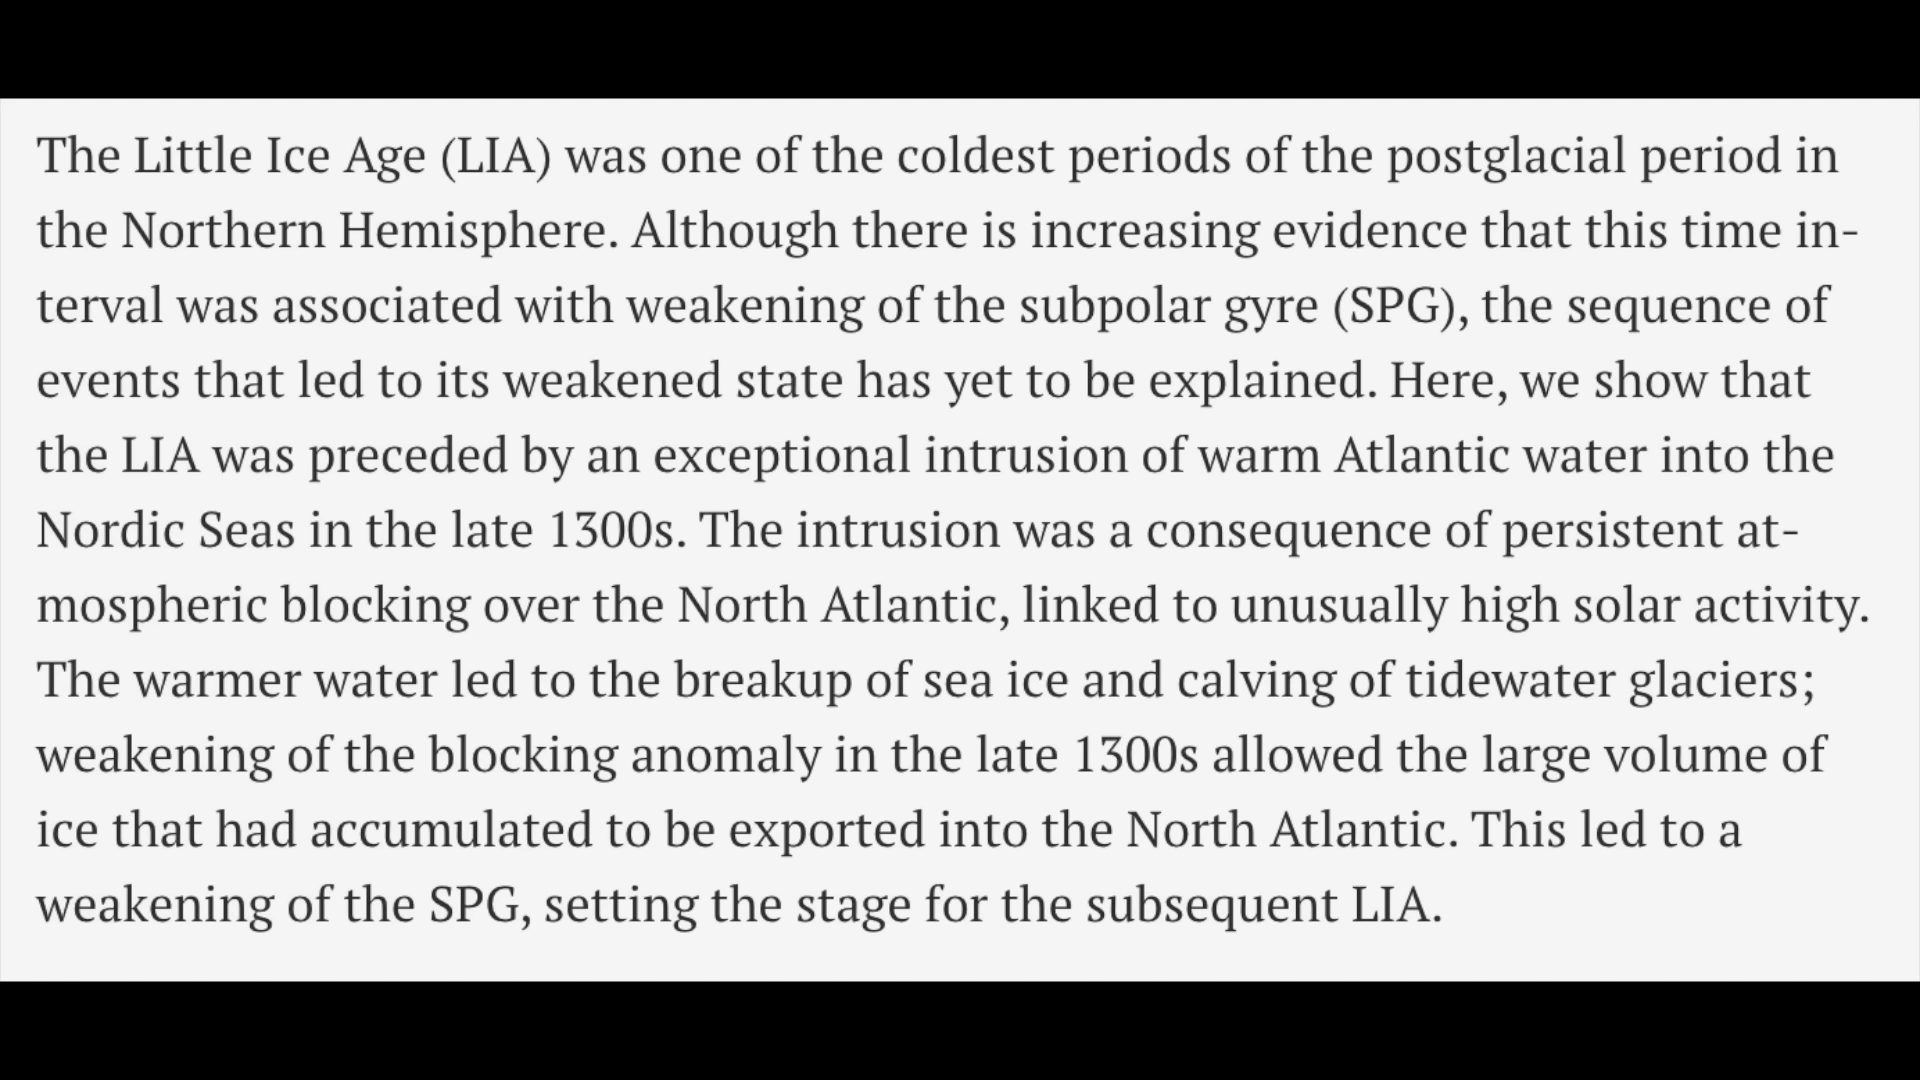 The Little Ice Age (LIA) was one of the coldest periods of the postglacial period in
the Northern Hemisphere. Although there is increasing evidence that this time in-
terval was associated with weakening of the subpolar gyre (SPG), the sequence of
events that led to its weakened state has yet to be explained. Here, we show that
the LIA was preceded by an exceptional intrusion of warm Atlantic water into the
Nordic Seas in the late 1300s. The intrusion was a consequence of persistent at-
mospheric blocking over the North Atlantic, linked to unusually high solar activity.
The warmer water led to the breakup of sea ice and calving of tidewater glaciers;
weakening of the blocking anomaly in the late 1300s allowed the large volume of
ice that had accumulated to be exported into the North Atlantic. This led to a
weakening of the SPG, setting the stage for the subsequent LIA.